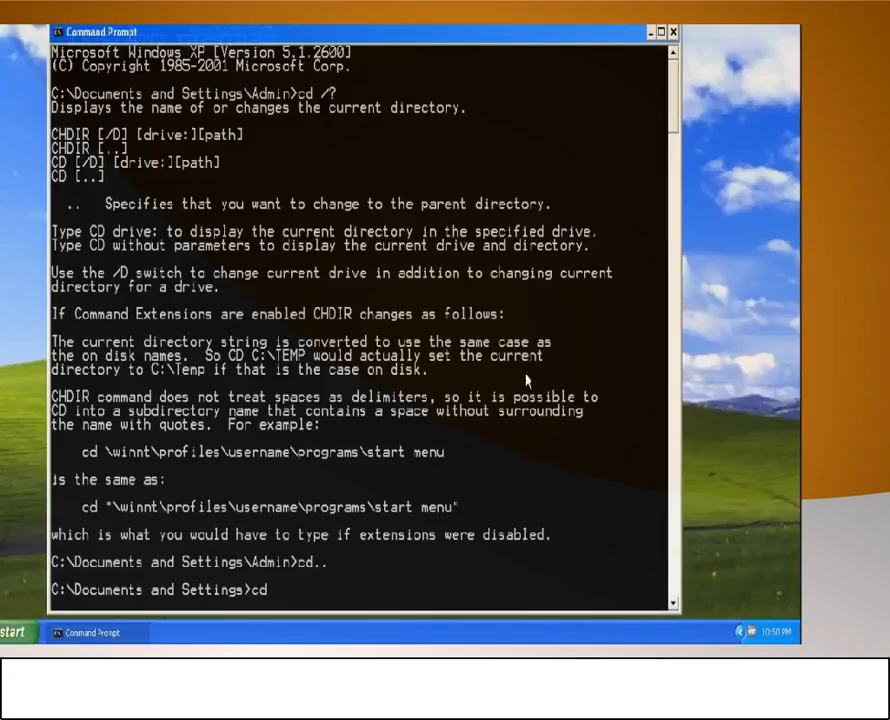 Command Prompt
Microsoft Windows XP [Version 5.1.2600]
(C) Copyright 1985-2001 Microsoft Corp.
C:\Documents and Settings\Admin>cd /?
Displays the name of or changes the current directory.
CHDIR [/D] [drive:][path]
CHDIR [..]
CD [/D] [drive:][path]
CD [..]
.. Specifies that you want to change to the parent directory.
Type CD drive: to display the current directory in the specified drive.
Type CD without parameters to display the current drive and directory.
Use the /D switch to change current drive in addition to changing current
directory for a drive.
If Command Extensions are enabled CHDIR changes as follows:
The current directory string is converted to use the same case as
the on disk names. So CD C:\TEMP would actually set the current
directory to C:\Temp if that is the case on disk.
CHDIR command does not treat spaces as delimiters, so it is possible to
CD into a subdirectory name that contains a space without surrounding
the name with quotes. For example:
cd \winnt\profiles\username\programs\start menu
is the same as:
cd "\winnt\profiles\username\programs\start menu"
which is what you would have to type if extensions were disabled.
C:\Documents and Settings\Admin>cd..
C:\Documents and Settings>cd
start
Command Prompt
10:50 PM